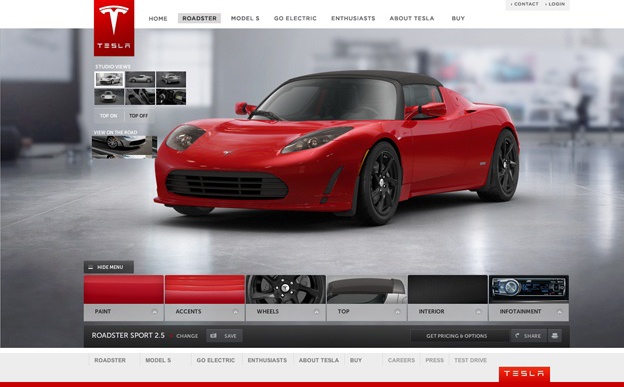 CONTACT LOGIN
TESLA
HOME ROADSTER MODEL S GO ELECTRIC ENTHUSIASTS ABOUT TESLA BUY
STUDIO VIEWS
TOP ON TOP OFF
VIEW ON THE ROAD
HIDE MENU
PAINT ACCENTS WHEELS TOP INTERIOR INFOTAINMENT
ROADSTER SPORT 2.5 CHANGE SAVE GET PRICING & OPTIONS SHARE
ROADSTER MODEL S GO ELECTRIC ENTHUSIASTS ABOUT TESLA BUY CAREERS PRESS TEST DRIVE
TESLA